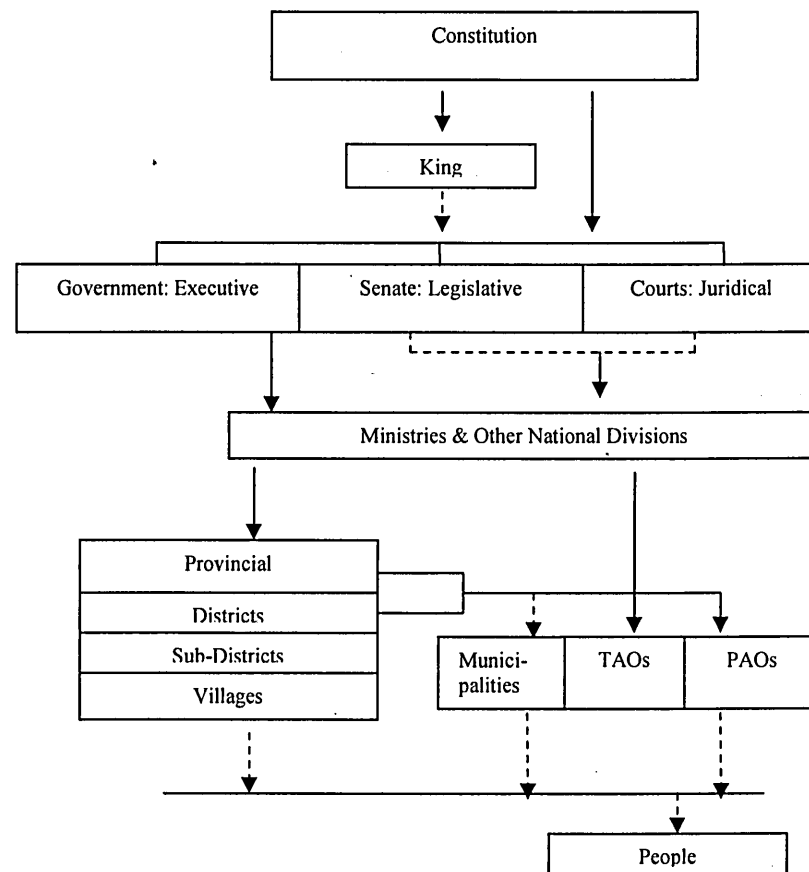 Constitution
King
Government: Executive
Senate: Legislative
Courts: Juridical
Ministries & Other National Divisions
Provincial
Districts
Sub-Districts
Villages
Munici-
palities
TAOs
PAOs
People